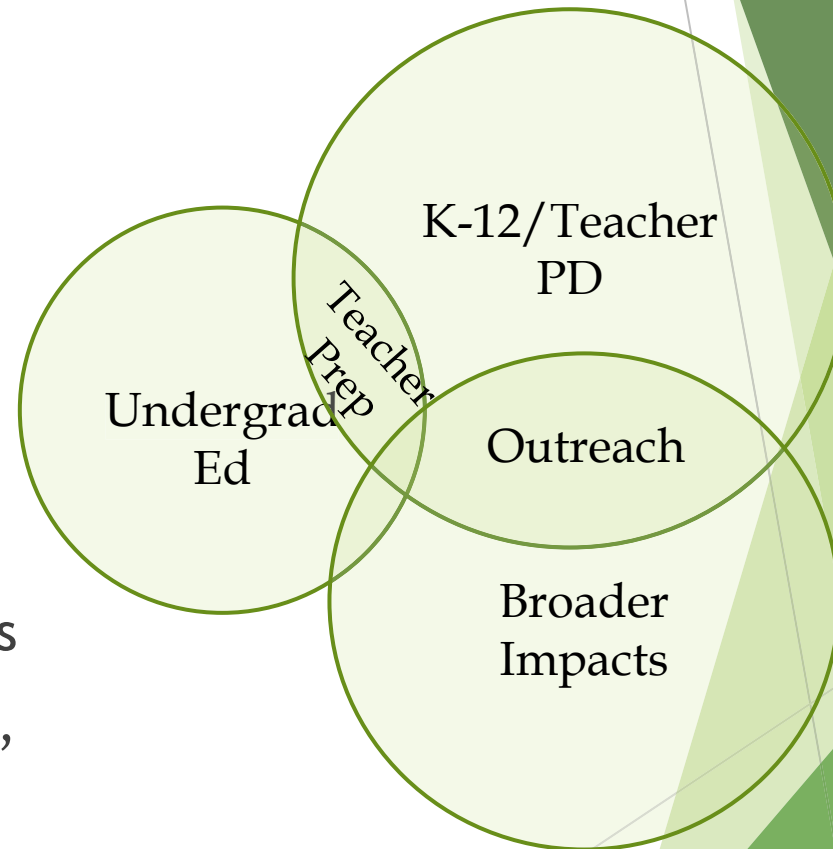 K-12/Teacher
PD
Teacher
Prep
Undergrad
Ed
Outreach
Broader
Impacts
s
,